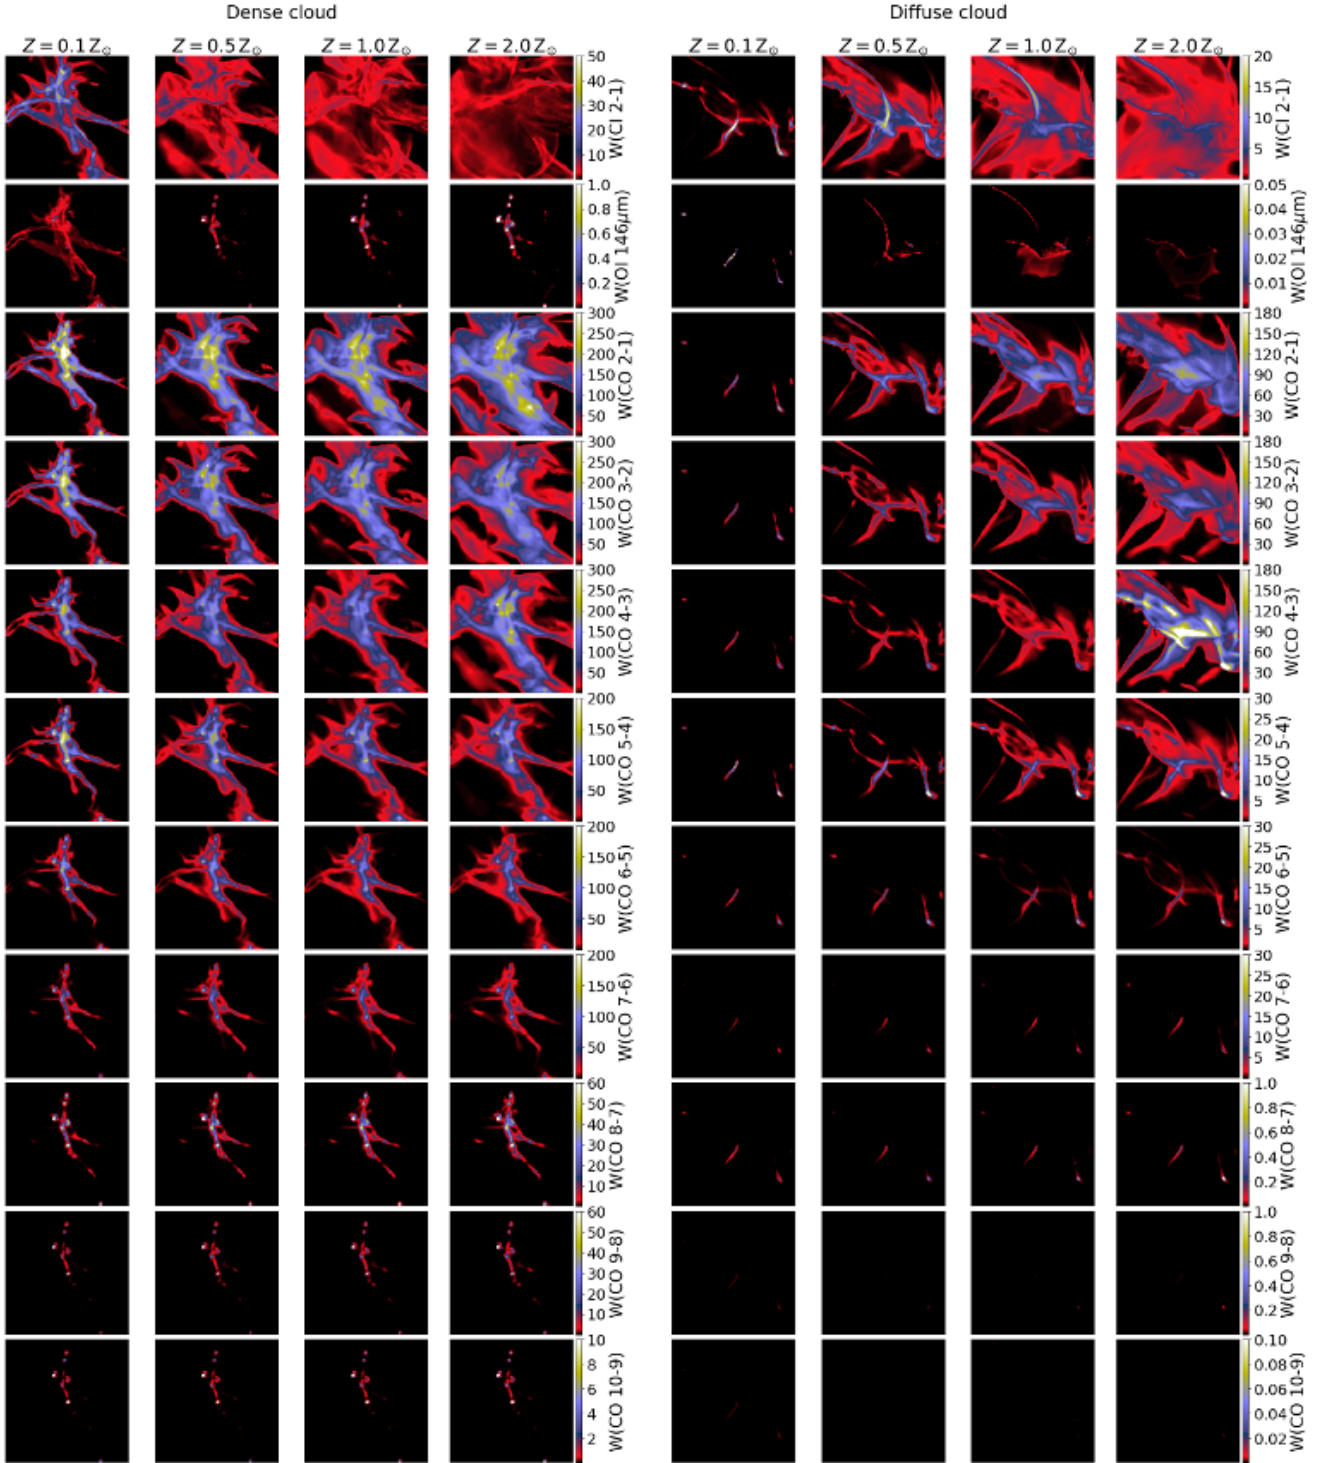 Dense cloud Diffuse cloud
Z = 0.1Z⊙ Z = 0.5Z⊙ Z = 1.0Z⊙ Z = 2.0Z⊙ Z = 0.1Z⊙ Z = 0.5Z⊙ Z = 1.0Z⊙ Z = 2.0Z⊙
50 40 30 20 10 W(CI 2-1) 20 15 10 5 W(CI 2-1)
1.0 0.8 0.6 0.4 0.2 W(OI 146μm) 0.05 0.04 0.03 0.02 0.01 W(OI 146μm)
300 250 200 150 100 50 W(CO 2-1) 180 150 120 90 60 30 W(CO 2-1)
300 250 200 150 100 50 W(CO 3-2) 180 150 120 90 60 30 W(CO 3-2)
300 250 200 150 100 50 W(CO 4-3) 180 150 120 90 60 30 W(CO 4-3)
200 150 100 50 W(CO 5-4) 30 25 20 15 10 5 W(CO 5-4)
200 150 100 50 W(CO 6-5) 30 25 20 15 10 5 W(CO 6-5)
200 150 100 50 W(CO 7-6) 30 25 20 15 10 5 W(CO 7-6)
60 50 40 30 20 10 W(CO 8-7) 1.0 0.8 0.6 0.4 0.2 W(CO 8-7)
60 50 40 30 20 10 W(CO 9-8) 1.0 0.8 0.6 0.4 0.2 W(CO 9-8)
10 8 6 4 2 W(CO 10-9) 0.10 0.08 0.06 0.04 0.02 W(CO 10-9)